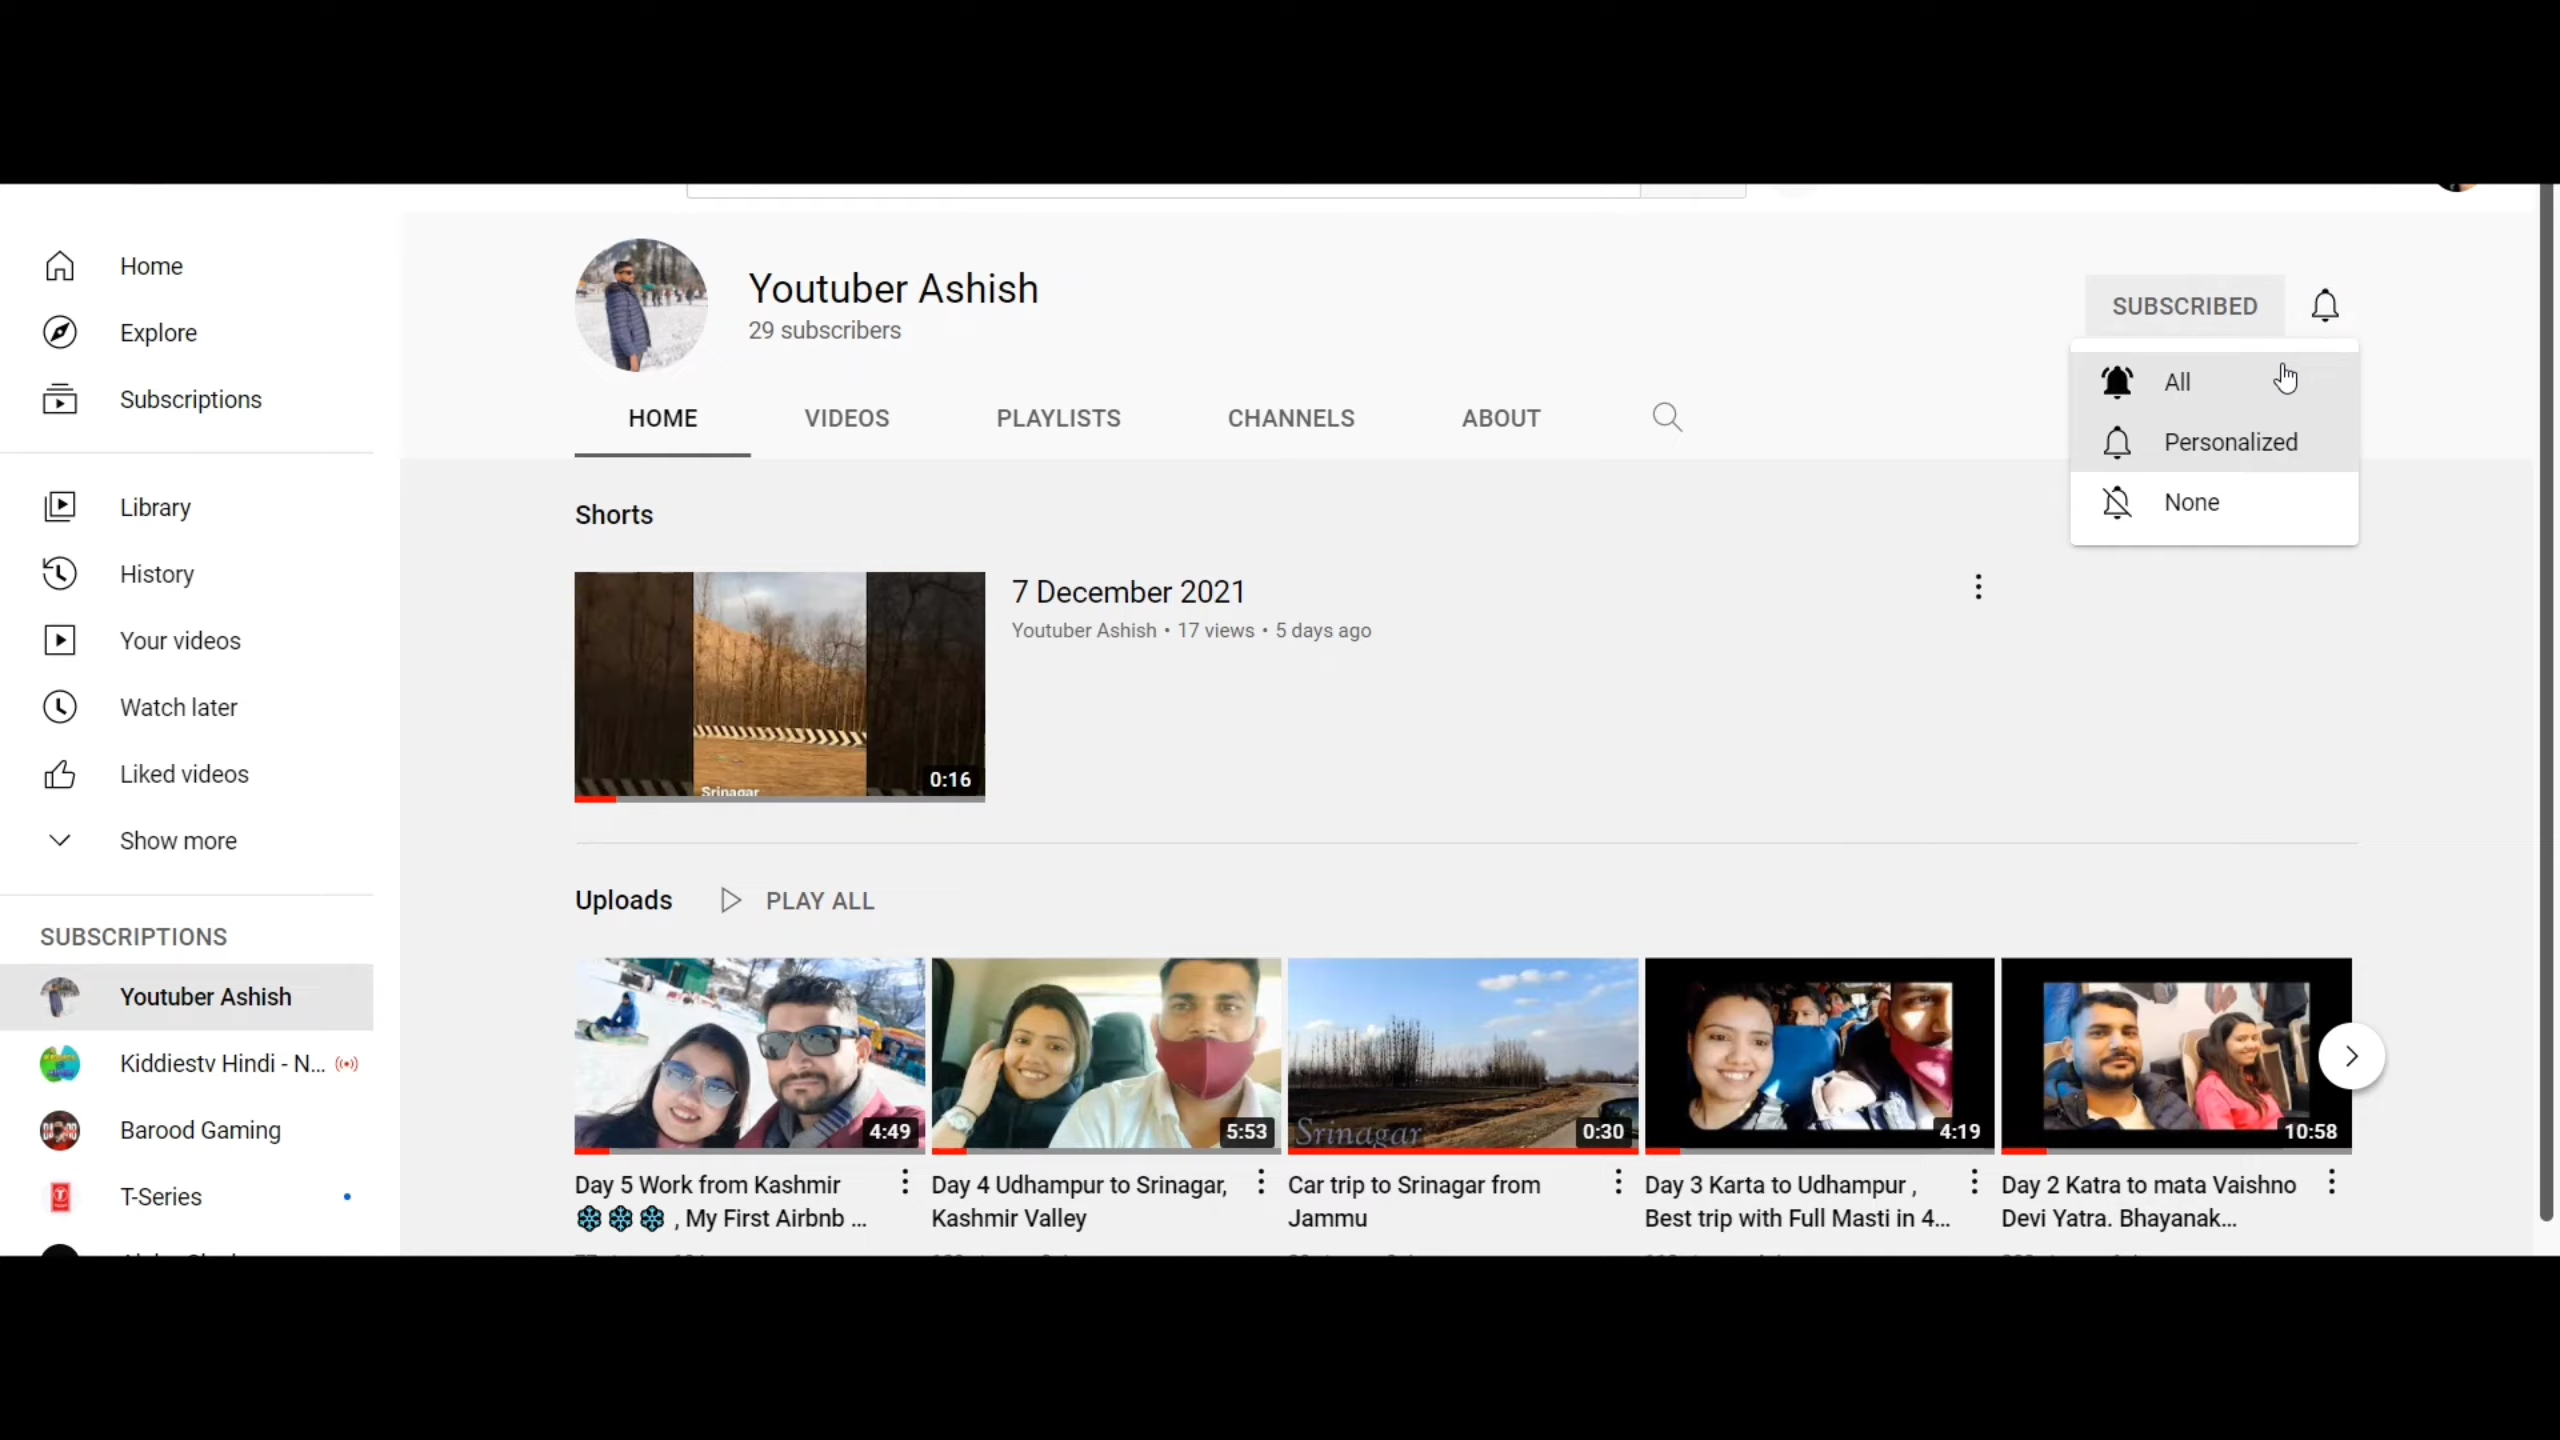 Home
Explore
Subscriptions
Library
History
Your videos
Watch later
Liked videos
Show more
SUBSCRIPTIONS
Youtuber Ashish
Kiddiestv Hindi - N...
Barood Gaming
T-Series
Youtuber Ashish
29 subscribers
SUBSCRIBED
All
Personalized
None
HOME VIDEOS PLAYLISTS CHANNELS ABOUT
Shorts
Srinagar
0:16
7 December 2021
Youtuber Ashish • 17 views • 5 days ago
Uploads PLAY ALL
4:49
Day 5 Work from Kashmir
❄❄❄ , My First Airbnb ...
5:53
Day 4 Udhampur to Srinagar,
Kashmir Valley
Srinagar
0:30
Car trip to Srinagar from
Jammu
4:19
Day 3 Karta to Udhampur ,
Best trip with Full Masti in 4...
10:58
Day 2 Katra to mata Vaishno
Devi Yatra. Bhayanak...